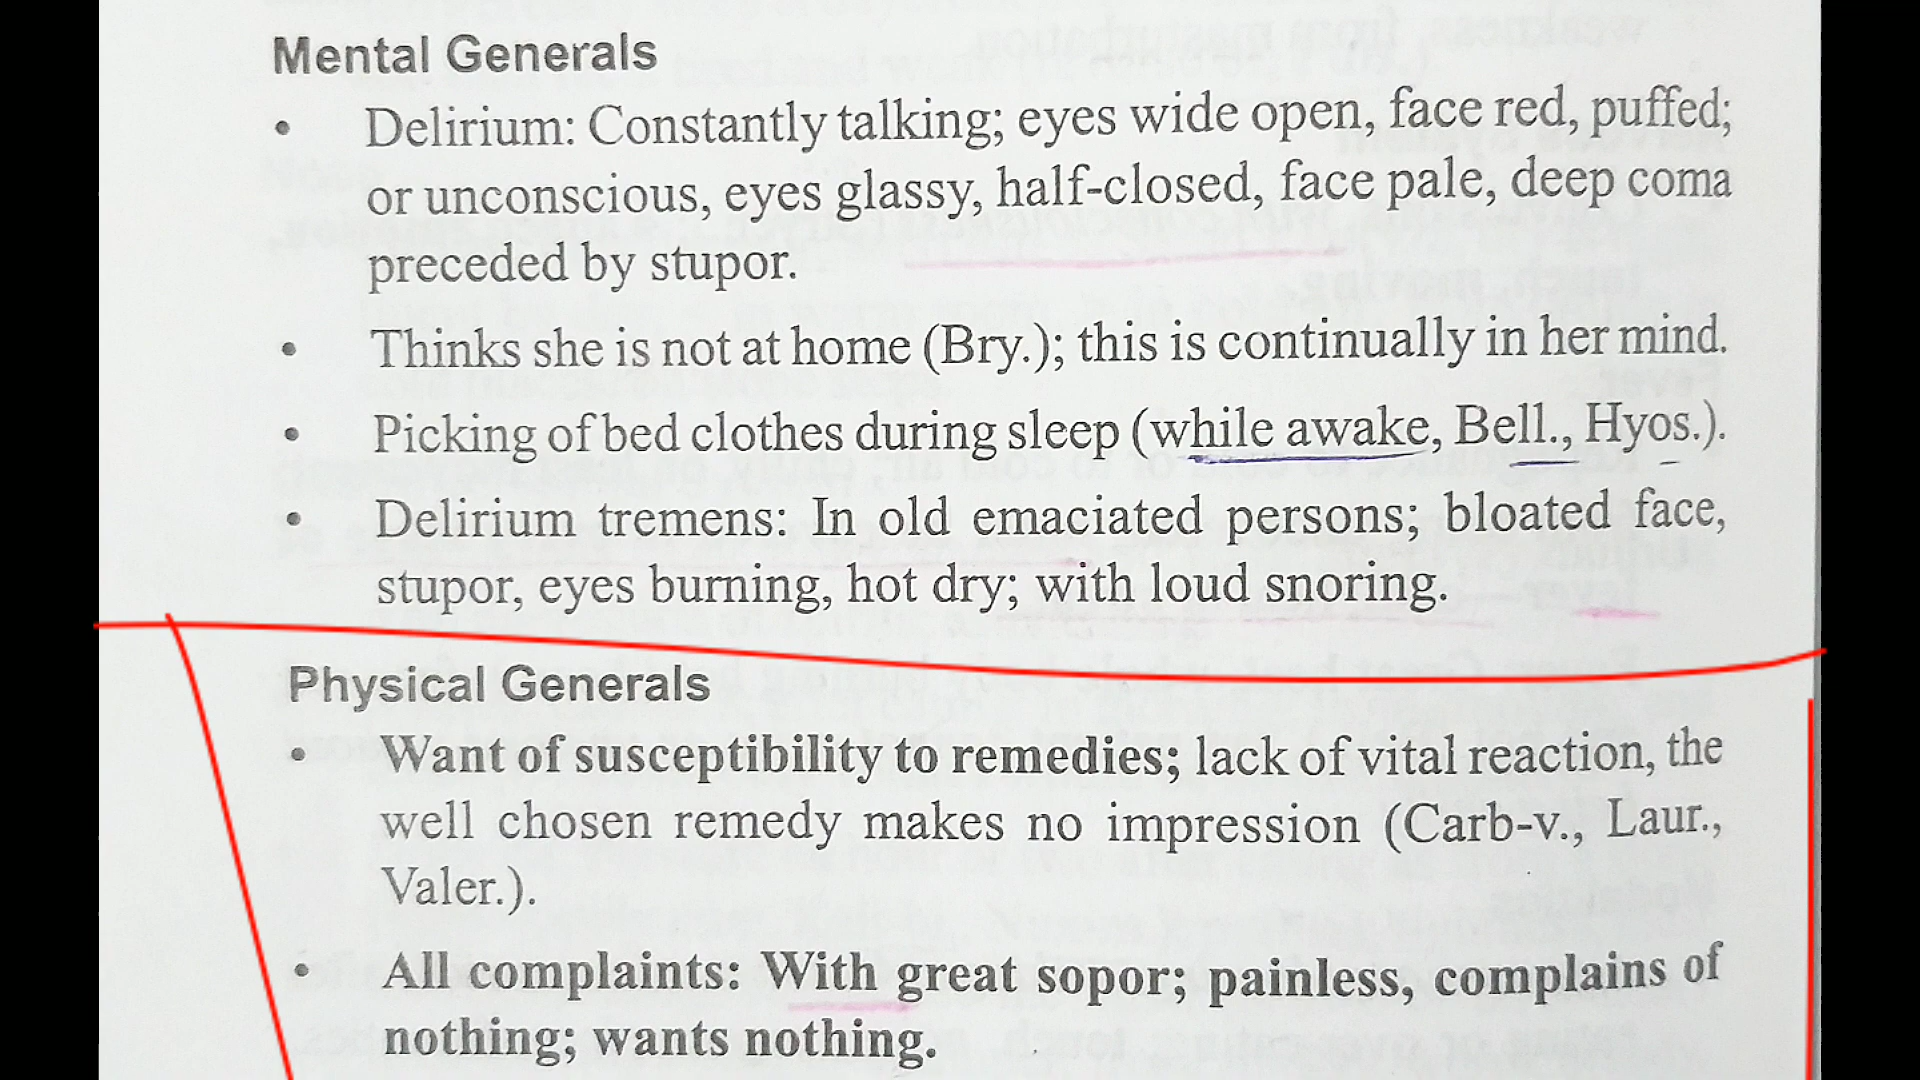 Mental Generals
• Delirium: Constantly talking; eyes wide open, face red, puffed;
or unconscious, eyes glassy, half-closed, face pale, deep coma
preceded by stupor.
• Thinks she is not at home (Bry.); this is continually in her mind.
• Picking of bed clothes during sleep (while awake, Bell., Hyos.).
• Delirium tremens: In old emaciated persons; bloated face,
stupor, eyes burning, hot dry; with loud snoring.
Physical Generals
• Want of susceptibility to remedies; lack of vital reaction, the
well chosen remedy makes no impression (Carb-v., Laur.,
Valer.).
• All complaints: With great sopor; painless, complains of
nothing; wants nothing.